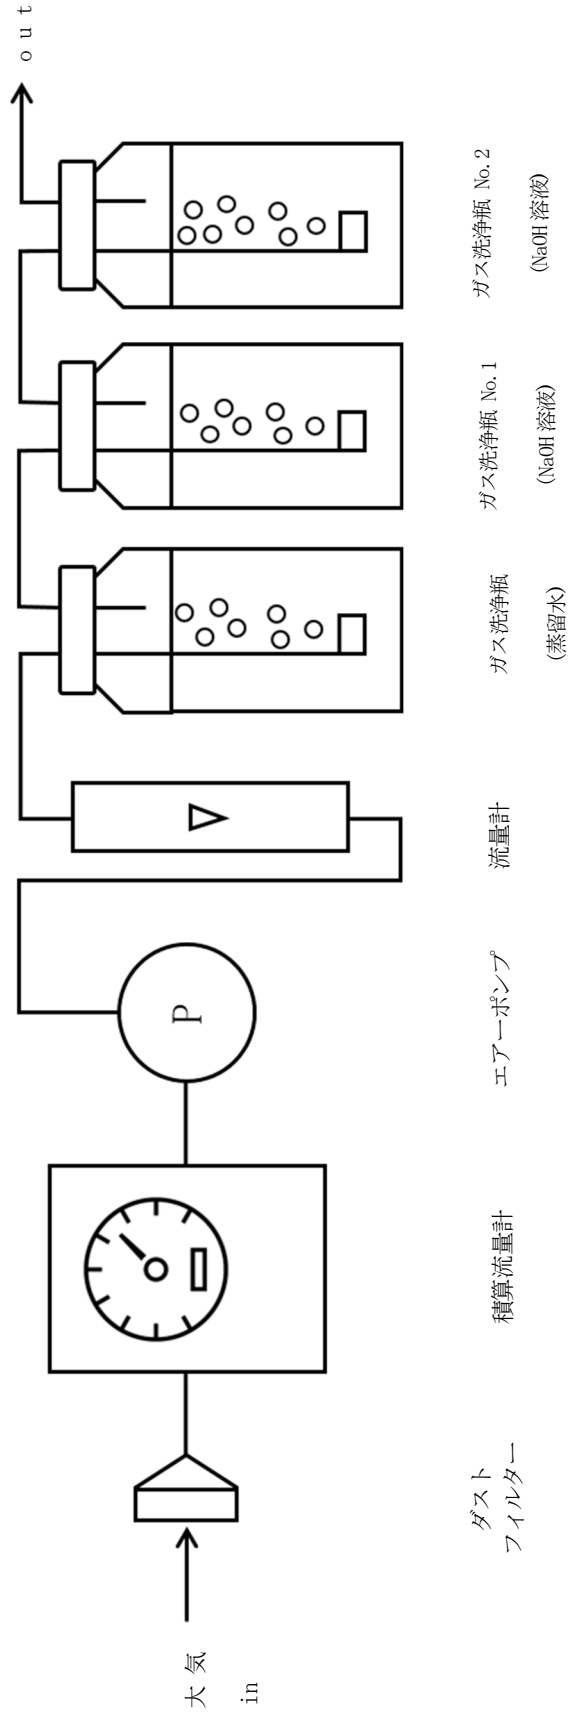 大気
in
ダスト
フィルター
積算流量計
P
エアーポンプ
流量計
ガス洗浄瓶
(蒸留水)
ガス洗浄瓶 No.1
(NaOH 溶液)
ガス洗浄瓶 No.2
(NaOH 溶液)
out